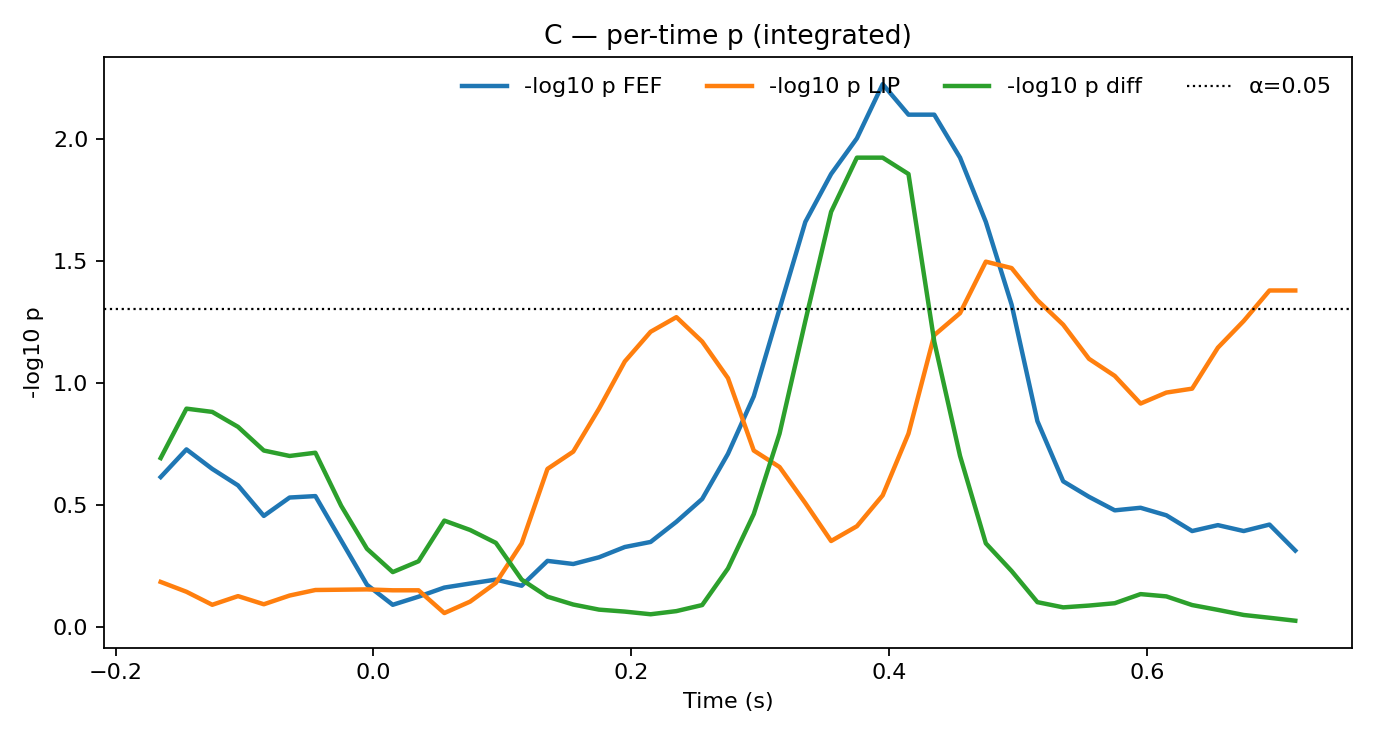 C — per-time p (integrated)
-log10 p FEF -log10 p LIP -log10 p diff α=0.05
2.0
1.5
1.0
0.5
0.0
-log10 p
−0.2 0.0 0.2 0.4 0.6
Time (s)